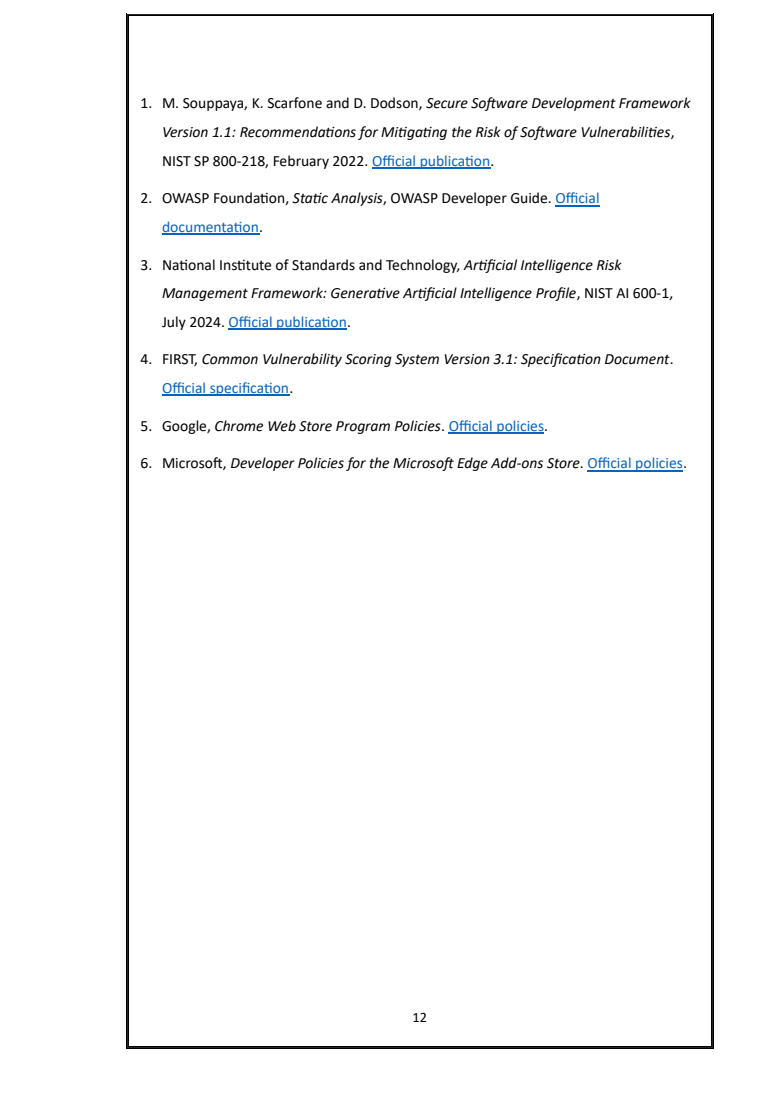 1. M. Souppaya, K. Scarfone and D. Dodson, Secure Software Development Framework
Version 1.1: Recommendations for Mitigating the Risk of Software Vulnerabilities,
NIST SP 800-218, February 2022. Official publication.
2. OWASP Foundation, Static Analysis, OWASP Developer Guide. Official
documentation.
3. National Institute of Standards and Technology, Artificial Intelligence Risk
Management Framework: Generative Artificial Intelligence Profile, NIST AI 600-1,
July 2024. Official publication.
4. FIRST, Common Vulnerability Scoring System Version 3.1: Specification Document.
Official specification.
5. Google, Chrome Web Store Program Policies. Official policies.
6. Microsoft, Developer Policies for the Microsoft Edge Add-ons Store. Official policies.
12